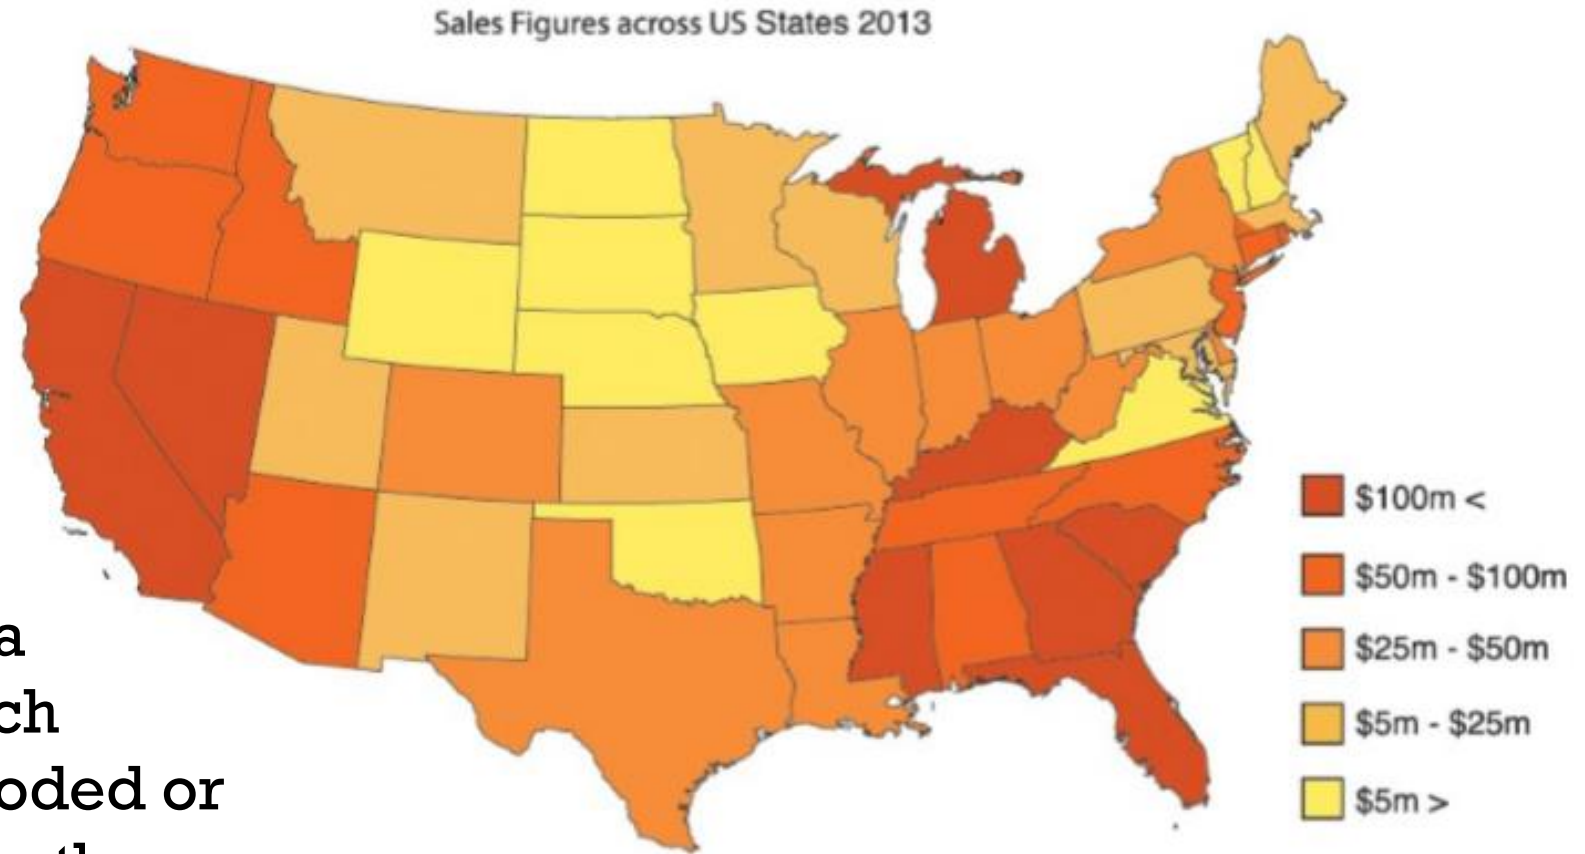 Sales Figures across US States 2013
$100m <
$50m - $100m
$25m - $50m
$5m - $25m
$5m >
a
ch
oded or